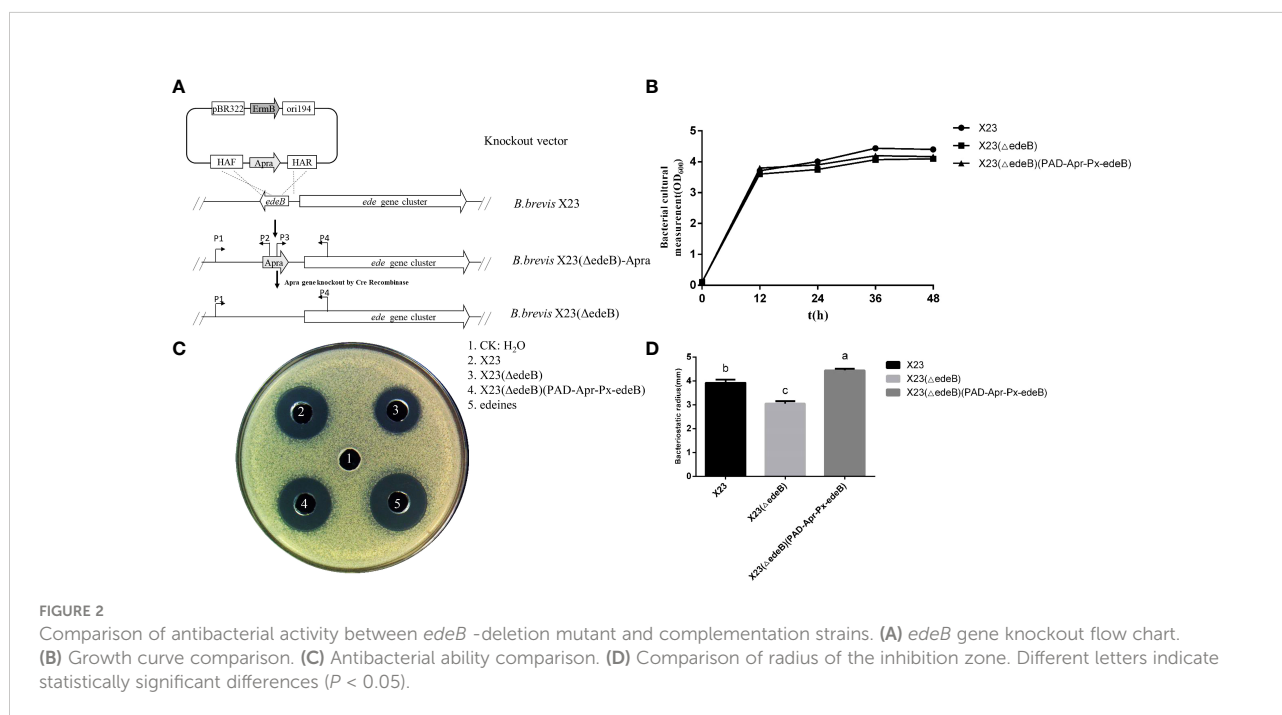 A
pBR322 ErmB ori194
Knockout vector
HAF Apra HAR
edeB ede gene cluster B.brevis X23
P1 P2 P3 P4
Apra ede gene cluster B.brevis X23(ΔedeB)-Apra
Apra gene knockout by Cre Recombinase
P1 P4
ede gene cluster B.brevis X23(ΔedeB)
B
Bacterial cultural
measurenent(OD600)
5
4
3
2
1
0
0 12 24 36 48
t(h)
X23
X23(△edeB)
X23(△edeB)(PAD-Apr-Px-edeB)
C
1. CK: H2O
2. X23
3. X23(ΔedeB)
4. X23(ΔedeB)(PAD-Apr-Px-edeB)
5. edeines
2 3
1
4 5
D
Bacteriostatic radius(mm)
5
4
3
2
1
0
b c a
X23
X23(△edeB)
X23(△edeB)(PAD-Apr-Px-edeB)
X23
X23(△edeB)
X23(△edeB)(PAD-Apr-Px-edeB)
FIGURE 2
Comparison of antibacterial activity between edeB -deletion mutant and complementation strains. (A) edeB gene knockout flow chart.
(B) Growth curve comparison. (C) Antibacterial ability comparison. (D) Comparison of radius of the inhibition zone. Different letters indicate
statistically significant differences (P < 0.05).